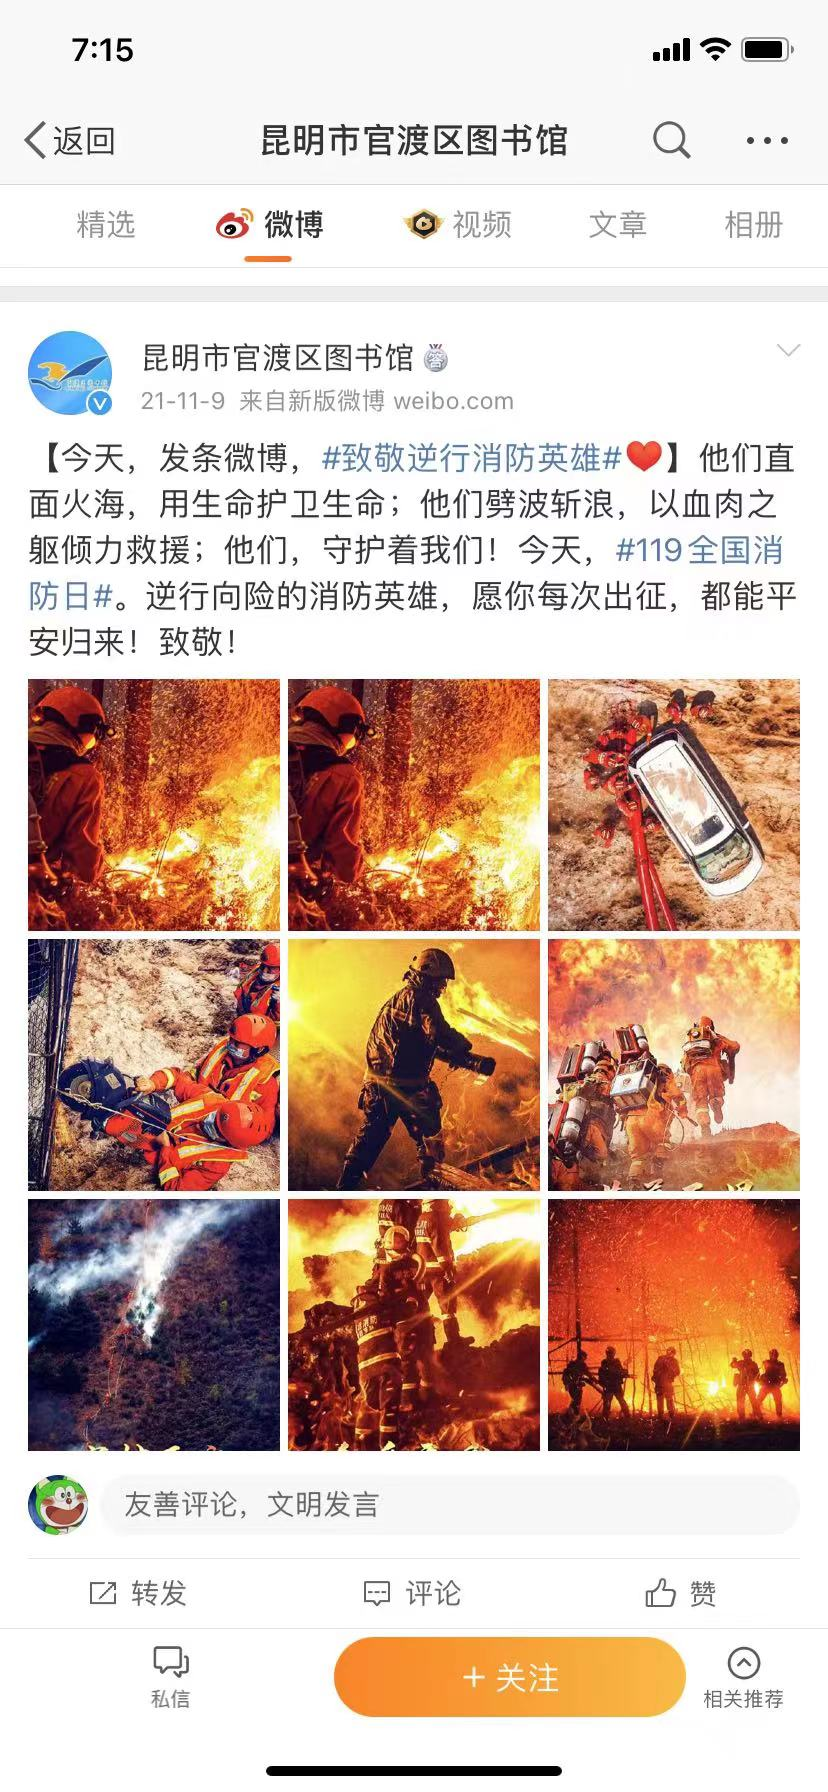 7:15
返回
昆明市官渡区图书馆
精选
微博
视频
文章
相册
昆明市官渡区图书馆
21-11-9 来自新版微博 weibo.com
【今天，发条微博，#致敬逆行消防英雄#❤️】他们直
面火海，用生命护卫生命；他们劈波斩浪，以血肉之
躯倾力救援；他们，守护着我们！今天，#119全国消
防日#。逆行向险的消防英雄，愿你每次出征，都能平
安归来！致敬！
友善评论，文明发言
转发
评论
赞
私信
+ 关注
相关推荐